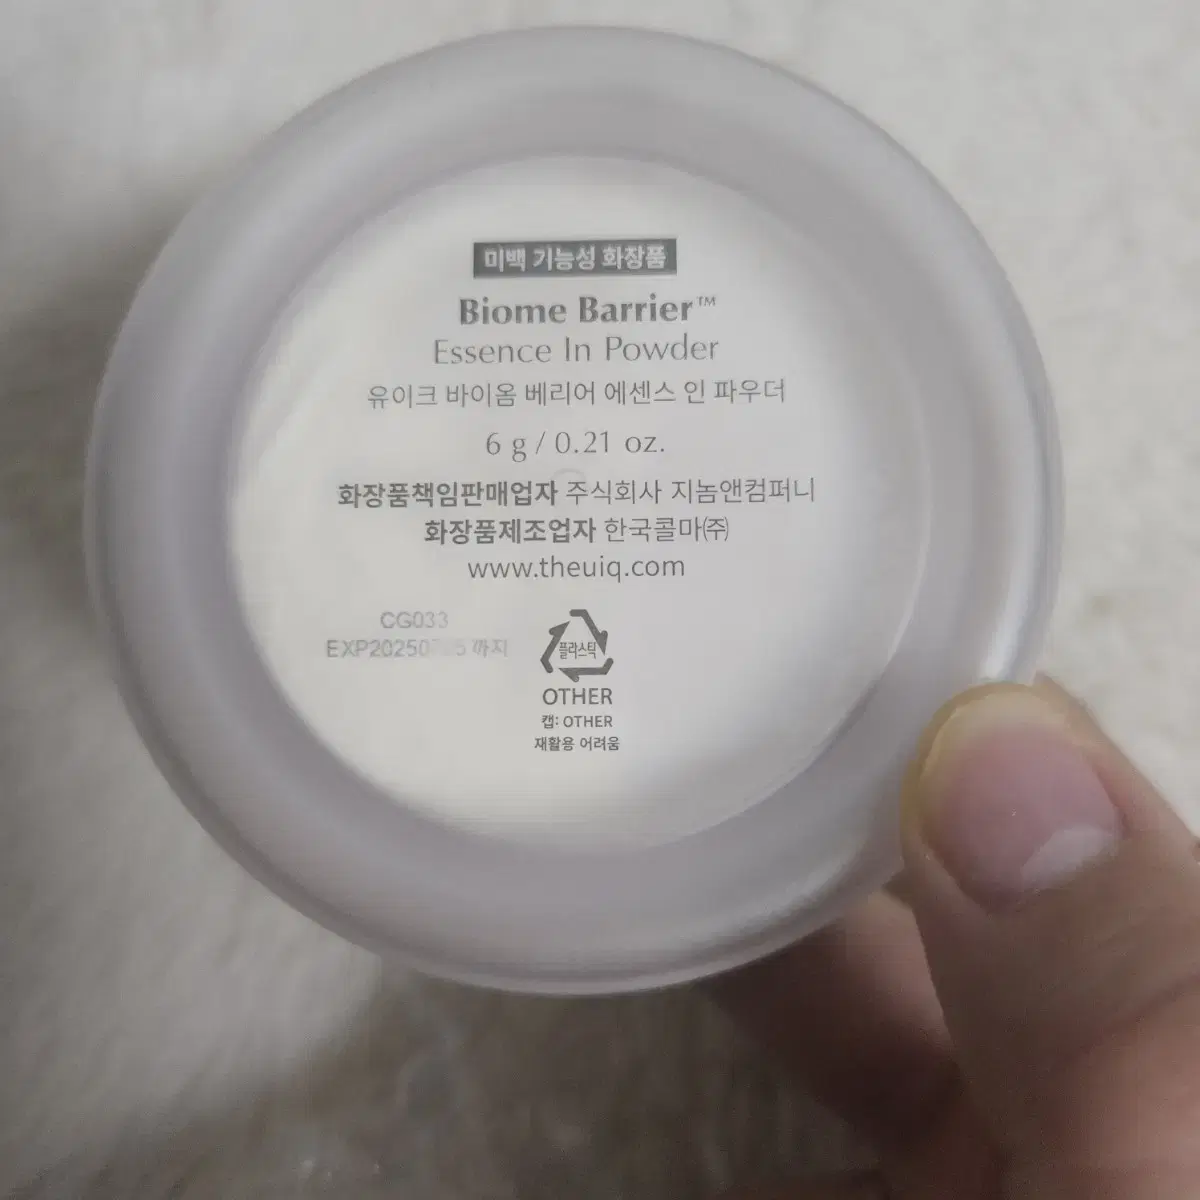 미백 기능성 화장품
Biome Barrier™
Essence In Powder
유이크 바이옴 베리어 에센스 인 파우더
6 g / 0.21 oz.
화장품책임판매업자 주식회사 지놈앤컴퍼니
화장품제조업자 한국콜마㈜
www.theuiq.com
CG033
까지
플라스틱
OTHER
캡: OTHER
재활용 어려움